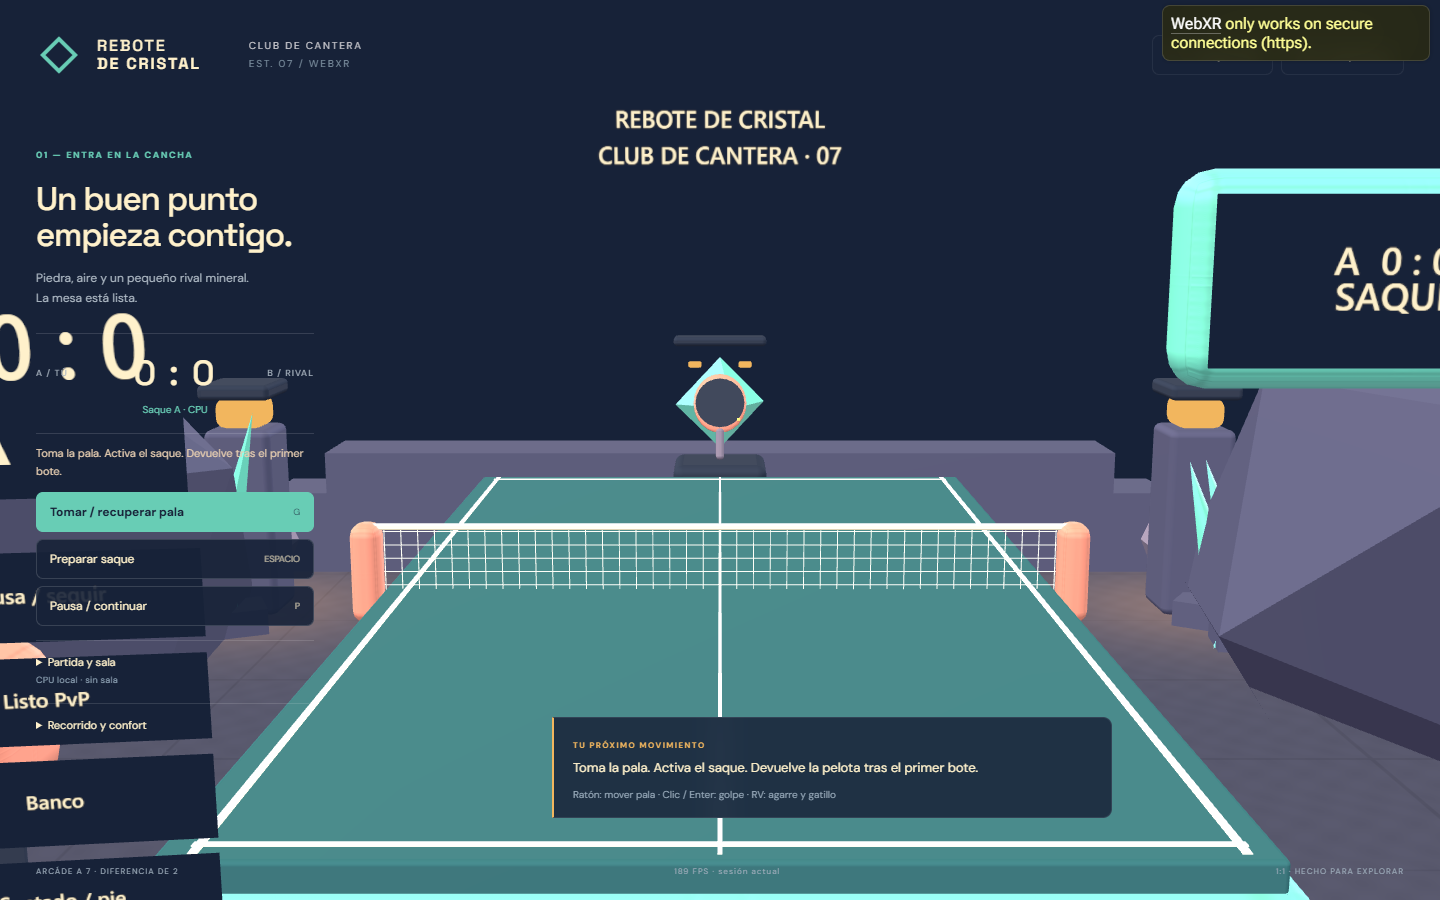 WebXR only works on secure
connections (https).
REBOTE
DE CRISTAL
CLUB DE CANTERA
EST. 07 / WEBXR
REBOTE DE CRISTAL
CLUB DE CANTERA · 07
01 — ENTRA EN LA CANCHA
Un buen punto
empieza contigo.
Piedra, aire y un pequeño rival mineral.
La mesa está lista.
0 : 0
A / TÚ
0 : 0
B / RIVAL
Saque A · CPU
A 0 : 0
Toma la pala. Activa el saque. Devuelve tras el primer
bote.
Tomar / recuperar pala
G
Preparar saque
ESPACIO
Pausa / continuar
P
Partida y sala
CPU local · sin sala
Listo PvP
Recorrido y confort
Banco
TU PRÓXIMO MOVIMIENTO
Toma la pala. Activa el saque. Devuelve la pelota tras el primer bote.
Ratón: mover pala · Clic / Enter: golpe · RV: agarre y gatillo
ARCÁDE A 7 · DIFERENCIA DE 2
189 FPS · sesión actual
1:1 · HECHO PARA EXPLORAR